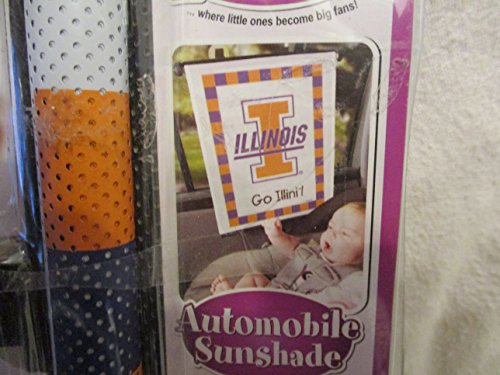 ... where little ones become big fans!
I
ILLINOIS
Go Illini!
Automobile
Sunshade